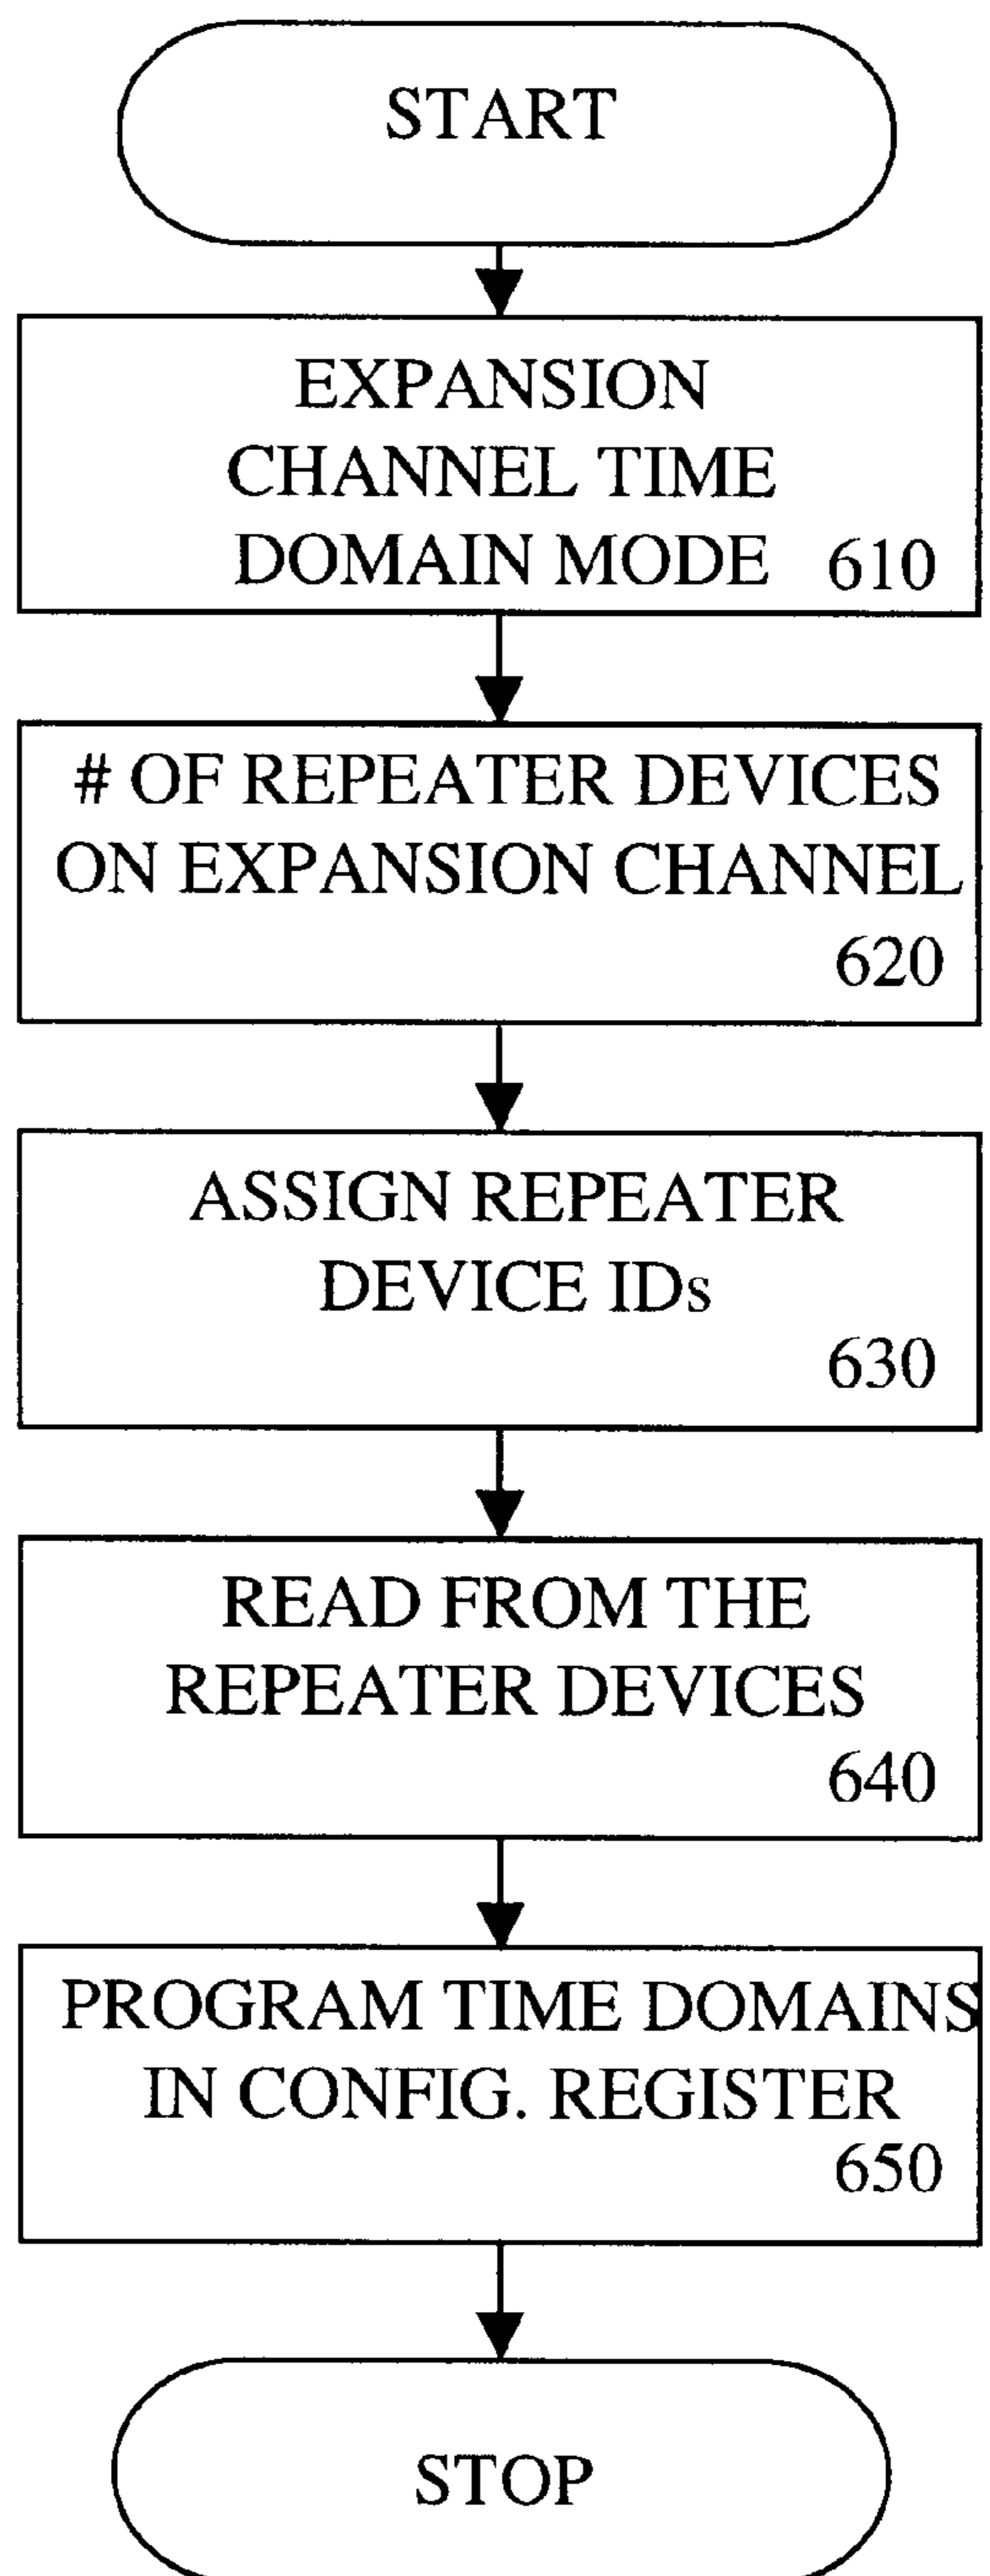 START
EXPANSION
CHANNEL TIME
DOMAIN MODE 610
# OF REPEATER DEVICES
ON EXPANSION CHANNEL
620
ASSIGN REPEATER
DEVICE IDs
630
READ FROM THE
REPEATER DEVICES
640
PROGRAM TIME DOMAINS
IN CONFIG. REGISTER
650
STOP